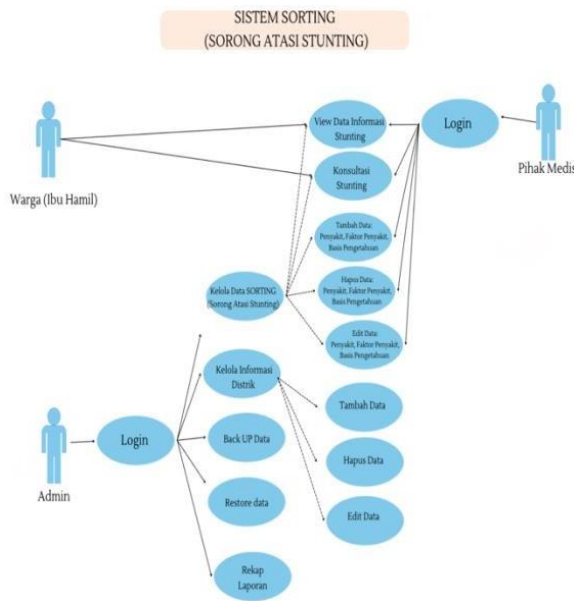 SISTEM SORTING
(SORONG ATASI STUNTING)
View Data Informasi
Stunting
Login
Pihak Medis
Warga (Ibu Hamil)
Konsultasi
Stunting
Tambah Data:
Penyakit, Faktor Penyakit,
Basis Pengetahuan
Kelola Data SORTING
(Sorong Atasi Stunting)
Hapus Data:
Penyakit, Faktor Penyakit,
Basis Pengetahuan
Edit Data:
Penyakit, Faktor Penyakit,
Basis Pengetahuan
Kelola Informasi
Distrik
Tambah Data
Login
Admin
Back UP Data
Hapus Data
Restore data
Edit Data
Rekap
Laporan